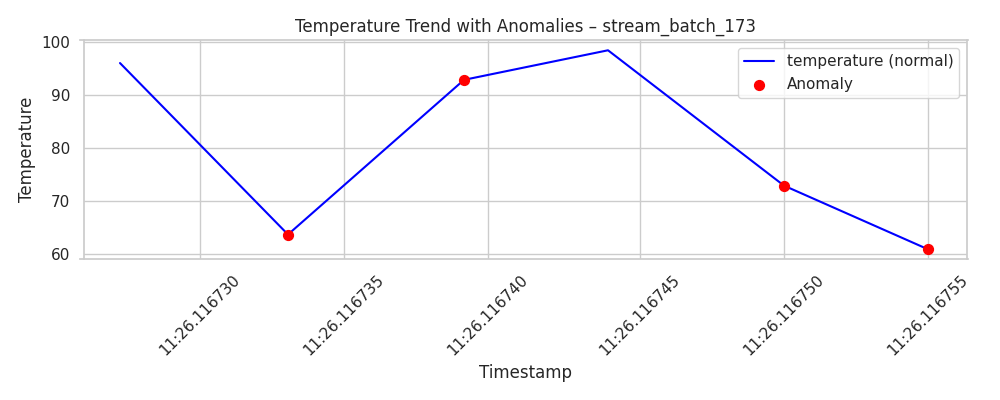 Temperature Trend with Anomalies – stream_batch_173
100
90
80
70
60
Temperature
temperature (normal)
Anomaly
11:26.116730
11:26.116735
11:26.116740
11:26.116745
11:26.116750
11:26.116755
Timestamp